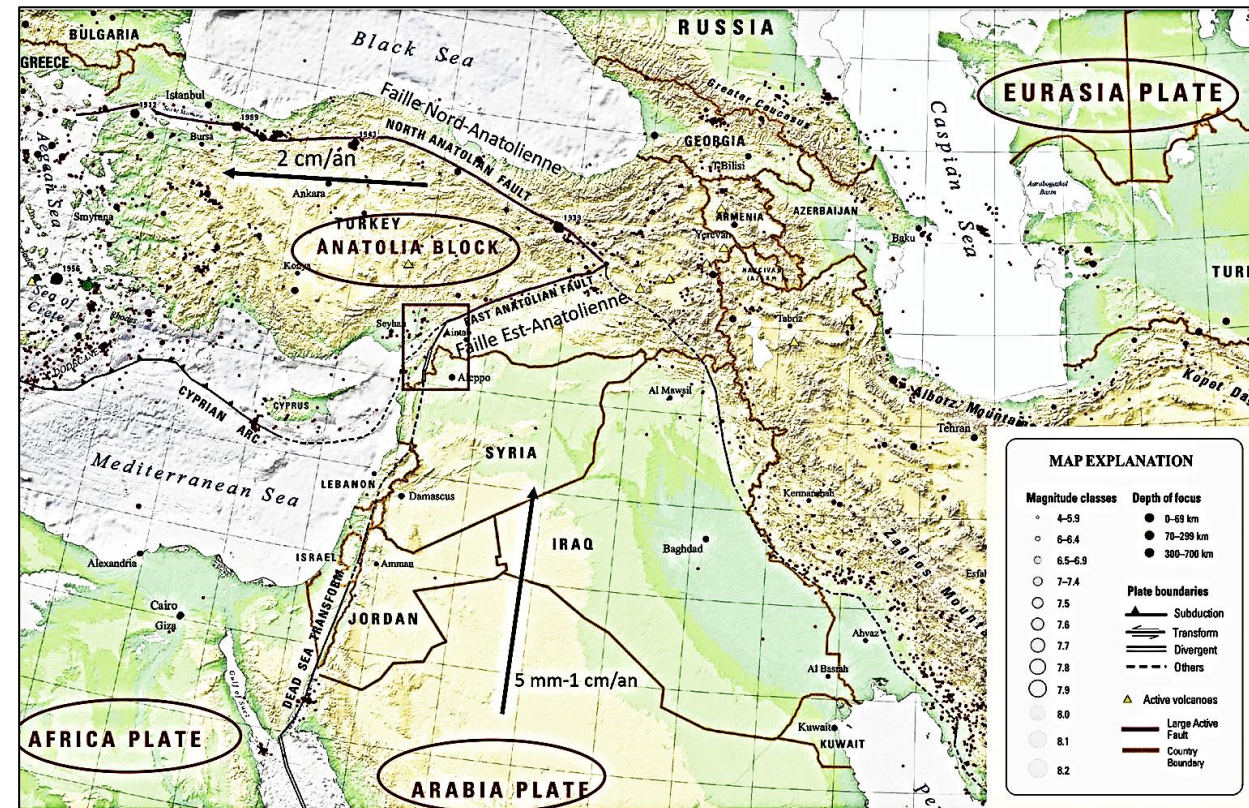 BULGARIA
GREECE
Black Sea
RUSSIA
Greater Caucasus
Caspian
Sea
EURASIA PLATE
Istanbul
1912
1999
1943
Bursa
Faille Nord-Anatolienne
NORTH ANATOLIAN FAULT
GEORGIA
T'Bilisi
2 cm/an
Ankara
Aegean Sea
Smyrana
TURKEY
ANATOLIA BLOCK
1939
ARMENIA
Yerevan
AZERBAIJAN
Baku
Konya
1956
Sea of
Crete
Rhodes
EAST ANATOLIAN FAULT
Faille Est-Anatolienne
Tabriz
Seyhan
Aleppo
Al Mawsil
Alborz Mountain
Tehran
CYPRIAN ARC
CYPRUS
Mediterranean Sea
SYRIA
LEBANON
Damascus
Kermanshah
ISRAEL
Amman
IRAQ
Baghdad
Zagros
Alexandria
Cairo
Giza
JORDAN
DEAD SEA TRANSFORM
Ahvaz
Al Basrah
5 mm-1 cm/an
Kuwait
KUWAIT
AFRICA PLATE
ARABIA PLATE
MAP EXPLANATION
Magnitude classes
4–5.9
6–6.4
6.5–6.9
7–7.4
7.5
7.6
7.7
7.8
7.9
8.0
8.1
8.2
Depth of focus
0–69 km
70–299 km
300–700 km
Plate boundaries
Subduction
Transform
Divergent
Others
Active volcanoes
Large Active
Fault
Country
Boundary